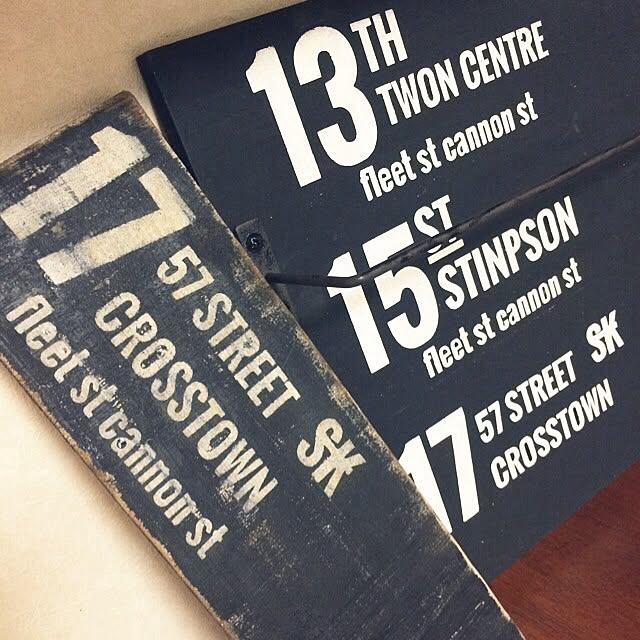 17
57 STREET SK
CROSSTOWN
fleet st cannon st
13TH
TWON CENTRE
fleet st cannon st
15ST
STINPSON
fleet st cannon st
17 57 STREET SK
CROSSTOWN